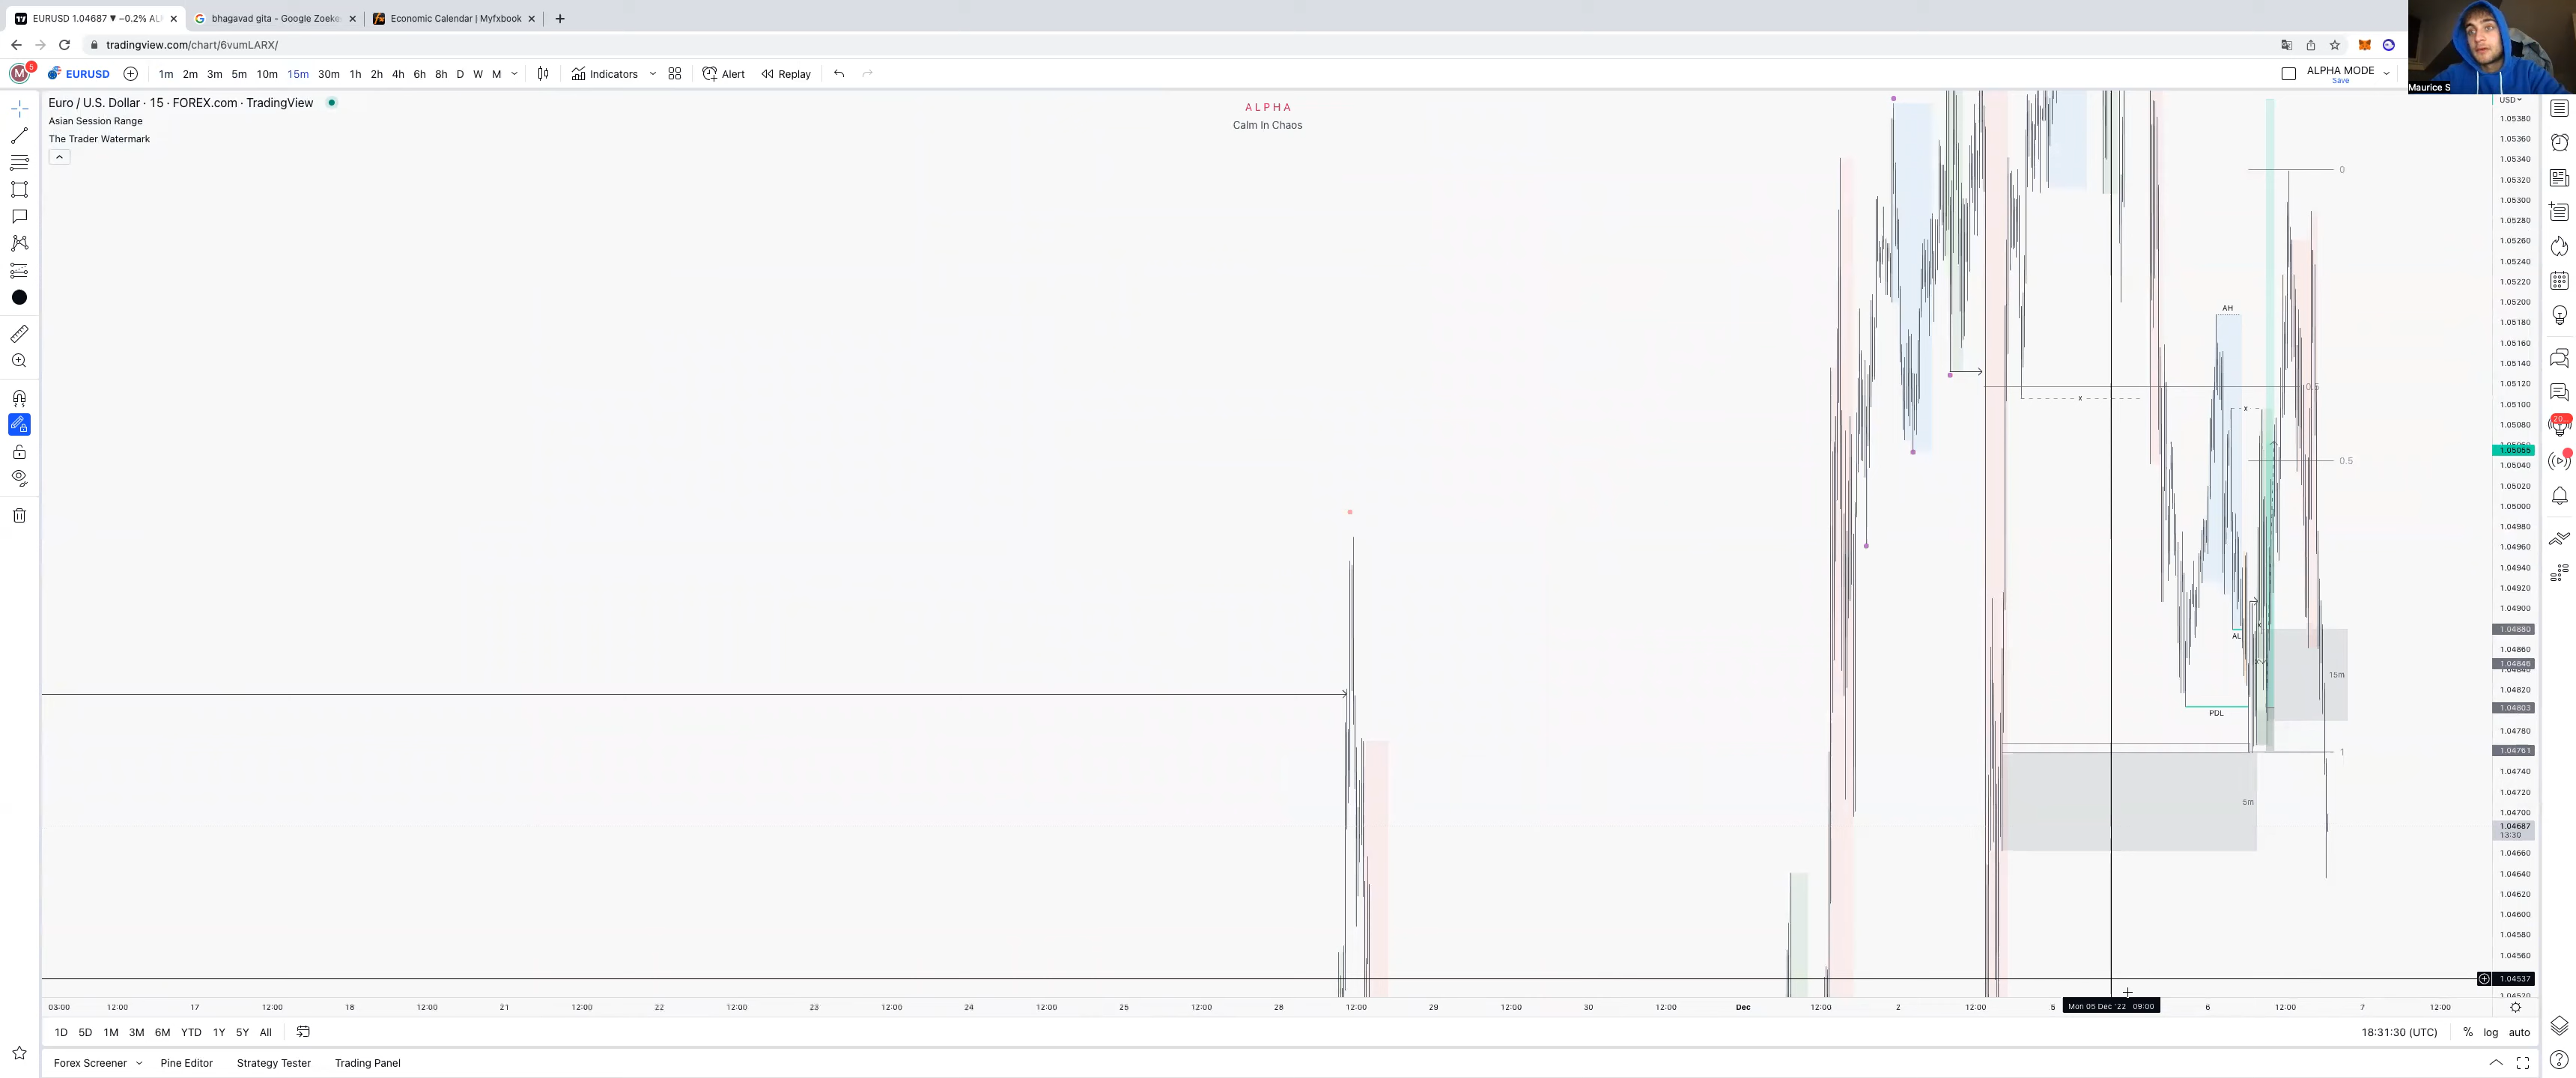 EURUSD 1.04687 ▼ −0.2% AL
bhagavad gita - Google Zoeke
Economic Calendar | Myfxbook
tradingview.com/chart/6vumLARX/
M 5 EURUSD 1m 2m 3m 5m 10m 15m 30m 1h 2h 4h 6h 8h D W M Indicators Alert Replay
ALPHA MODE
Save
Maurice S
Euro / U.S. Dollar · 15 · FOREX.com · TradingView
Asian Session Range
The Trader Watermark
ALPHA
Calm In Chaos
USD
1.05380
1.05360
1.05340
1.05320
1.05300
1.05280
1.05260
1.05240
1.05220
1.05200
1.05180
1.05160
1.05140
1.05120
1.05100
1.05080
1.05055
1.05040
1.05020
1.05000
1.04980
1.04960
1.04940
1.04920
1.04900
1.04880
1.04860
1.04846
1.04820
1.04803
1.04780
1.04761
1.04740
1.04720
1.04700
1.04687
13:30
1.04660
1.04640
1.04620
1.04600
1.04580
1.04560
1.04537
1.04520
0
AH
0.5
x
x
0.5
x
AL
15m
PDL
1
5m
03:00 12:00 17 12:00 18 12:00 21 12:00 22 12:00 23 12:00 24 12:00 25 12:00 28 12:00 29 12:00 30 12:00 Dec 12:00 2 12:00 5 Mon 05 Dec '22 09:00 6 12:00 7 12:00
1D 5D 1M 3M 6M YTD 1Y 5Y All
18:31:30 (UTC) % log auto
Forex Screener Pine Editor Strategy Tester Trading Panel